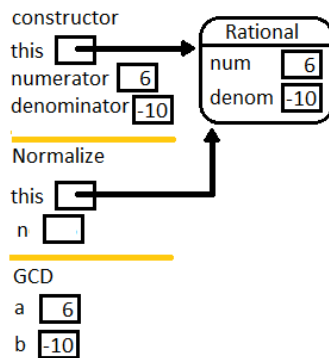 constructor
this
numerator 6
denominator -10
Rational
num 6
denom -10
Normalize
this
n
GCD
a 6
b -10